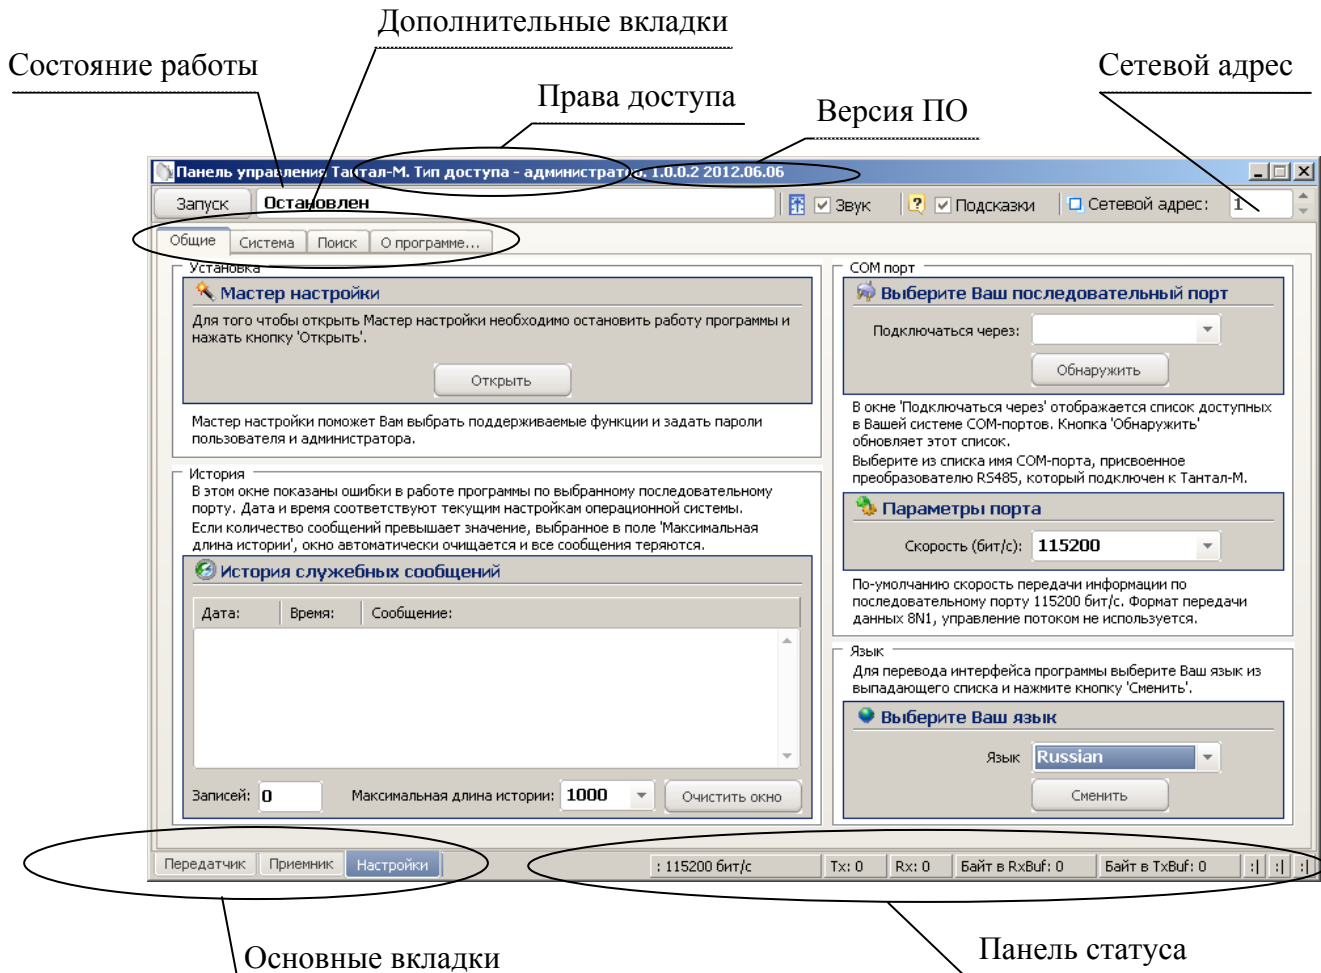 Дополнительные вкладки
Состояние работы
Сетевой адрес
Права доступа
Версия ПО
Панель управления Тантал-М. Тип доступа - администратор. 1.0.0.2 2012.06.06
Запуск
Остановлен
Звук
Подсказки
Сетевой адрес:
1
Общие
Система
Поиск
О программе...
Установка
Мастер настройки
Для того чтобы открыть Мастер настройки необходимо остановить работу программы и
нажать кнопку 'Открыть'.
Открыть
Мастер настройки поможет Вам выбрать поддерживаемые функции и задать пароли
пользователя и администратора.
История
В этом окне показаны ошибки в работе программы по выбранному последовательному
порту. Дата и время соответствуют текущим настройкам операционной системы.
Если количество сообщений превышает значение, выбранное в поле 'Максимальная
длина истории', окно автоматически очищается и все сообщения теряются.
История служебных сообщений
Дата:
Время:
Сообщение:
Записей:
0
Максимальная длина истории:
1000
Очистить окно
COM порт
Выберите Ваш последовательный порт
Подключаться через:
Обнаружить
В окне 'Подключаться через' отображается список доступных
в Вашей системе COM-портов. Кнопка 'Обнаружить'
обновляет этот список.
Выберите из списка имя COM-порта, присвоенное
преобразователю RS485, который подключен к Тантал-М.
Параметры порта
Скорость (бит/с):
115200
По-умолчанию скорость передачи информации по
последовательному порту 115200 бит/с. Формат передачи
данных 8N1, управление потоком не используется.
Язык
Для перевода интерфейса программы выберите Ваш язык из
выпадающего списка и нажмите кнопку 'Сменить'.
Выберите Ваш язык
Язык
Russian
Сменить
Передатчик
Приемник
Настройки
: 115200 бит/с
Tx: 0
Rx: 0
Байт в RxBuf: 0
Байт в TxBuf: 0
:|
:|
:|
Основные вкладки
Панель статуса